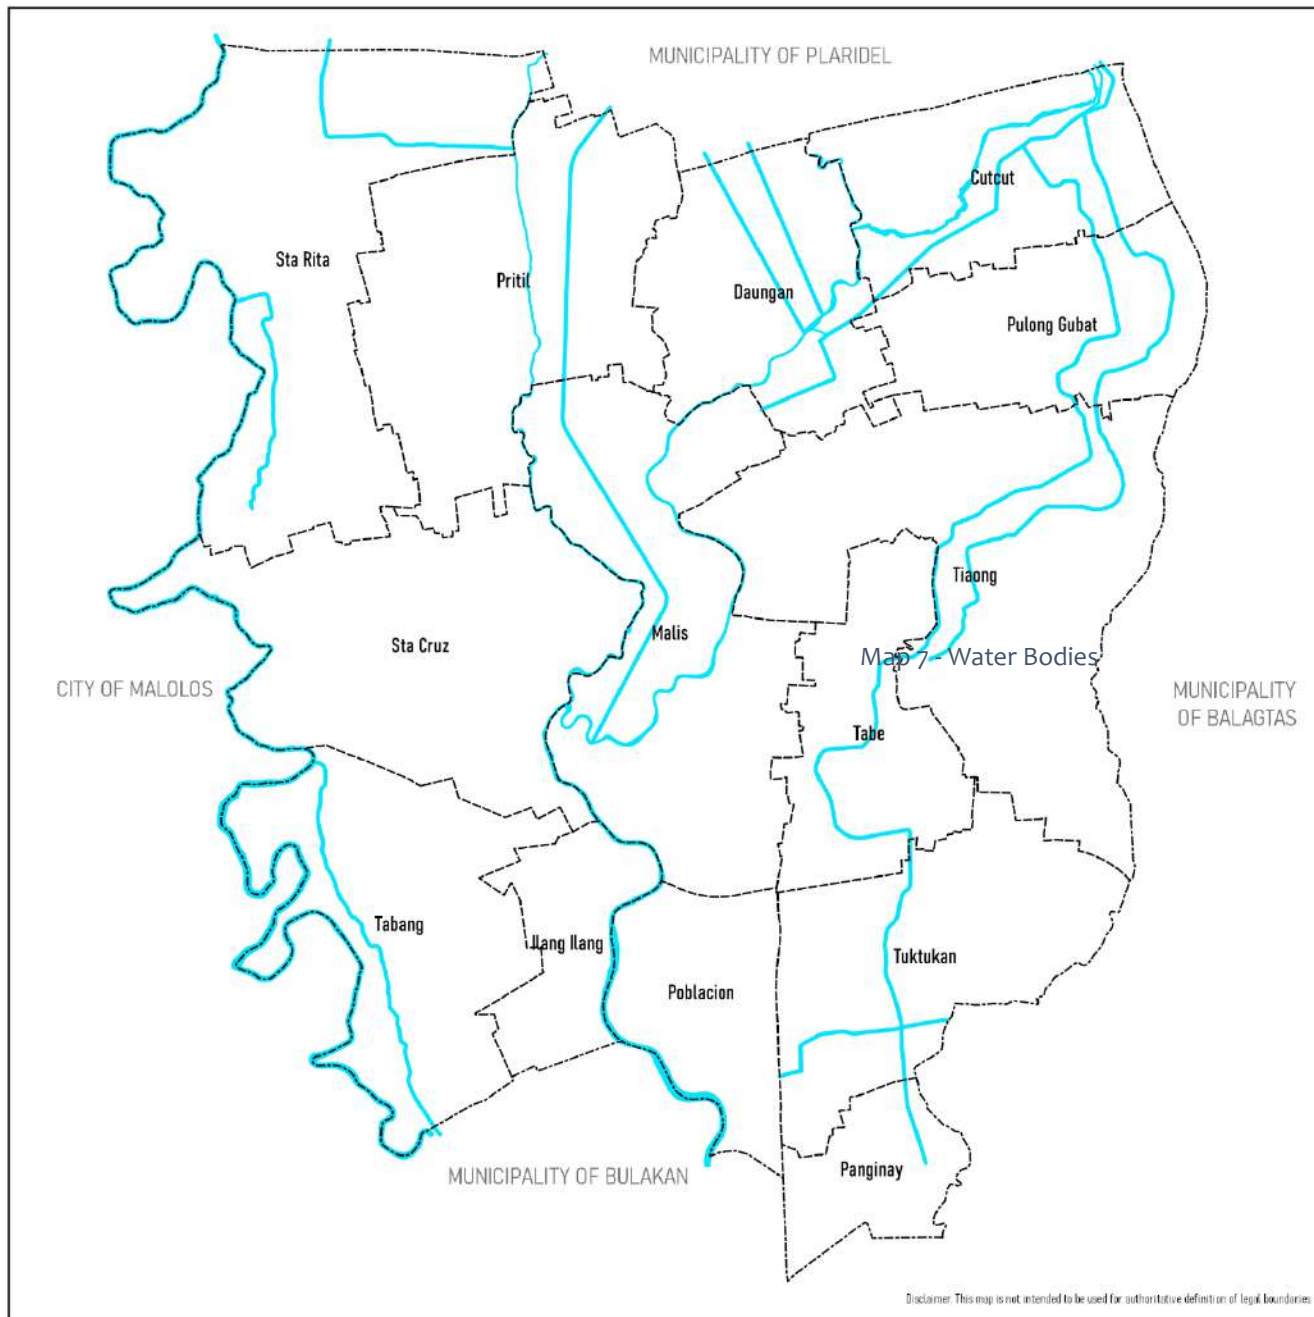 MUNICIPALITY OF PLARIDEL
Cutcut
Sta Rita
Pritil
Daungan
Pulong Gubat
Tiaong
Malis
Sta Cruz
Map 7 - Water Bodies
CITY OF MALOLOS
MUNICIPALITY
OF BALAGTAS
Tabe
Tabang
Ilang Ilang
Tuktukan
Poblacion
Panginay
MUNICIPALITY OF BULAKAN
Disclaimer: This map is not intended to be used for authoritative definition of legal boundaries